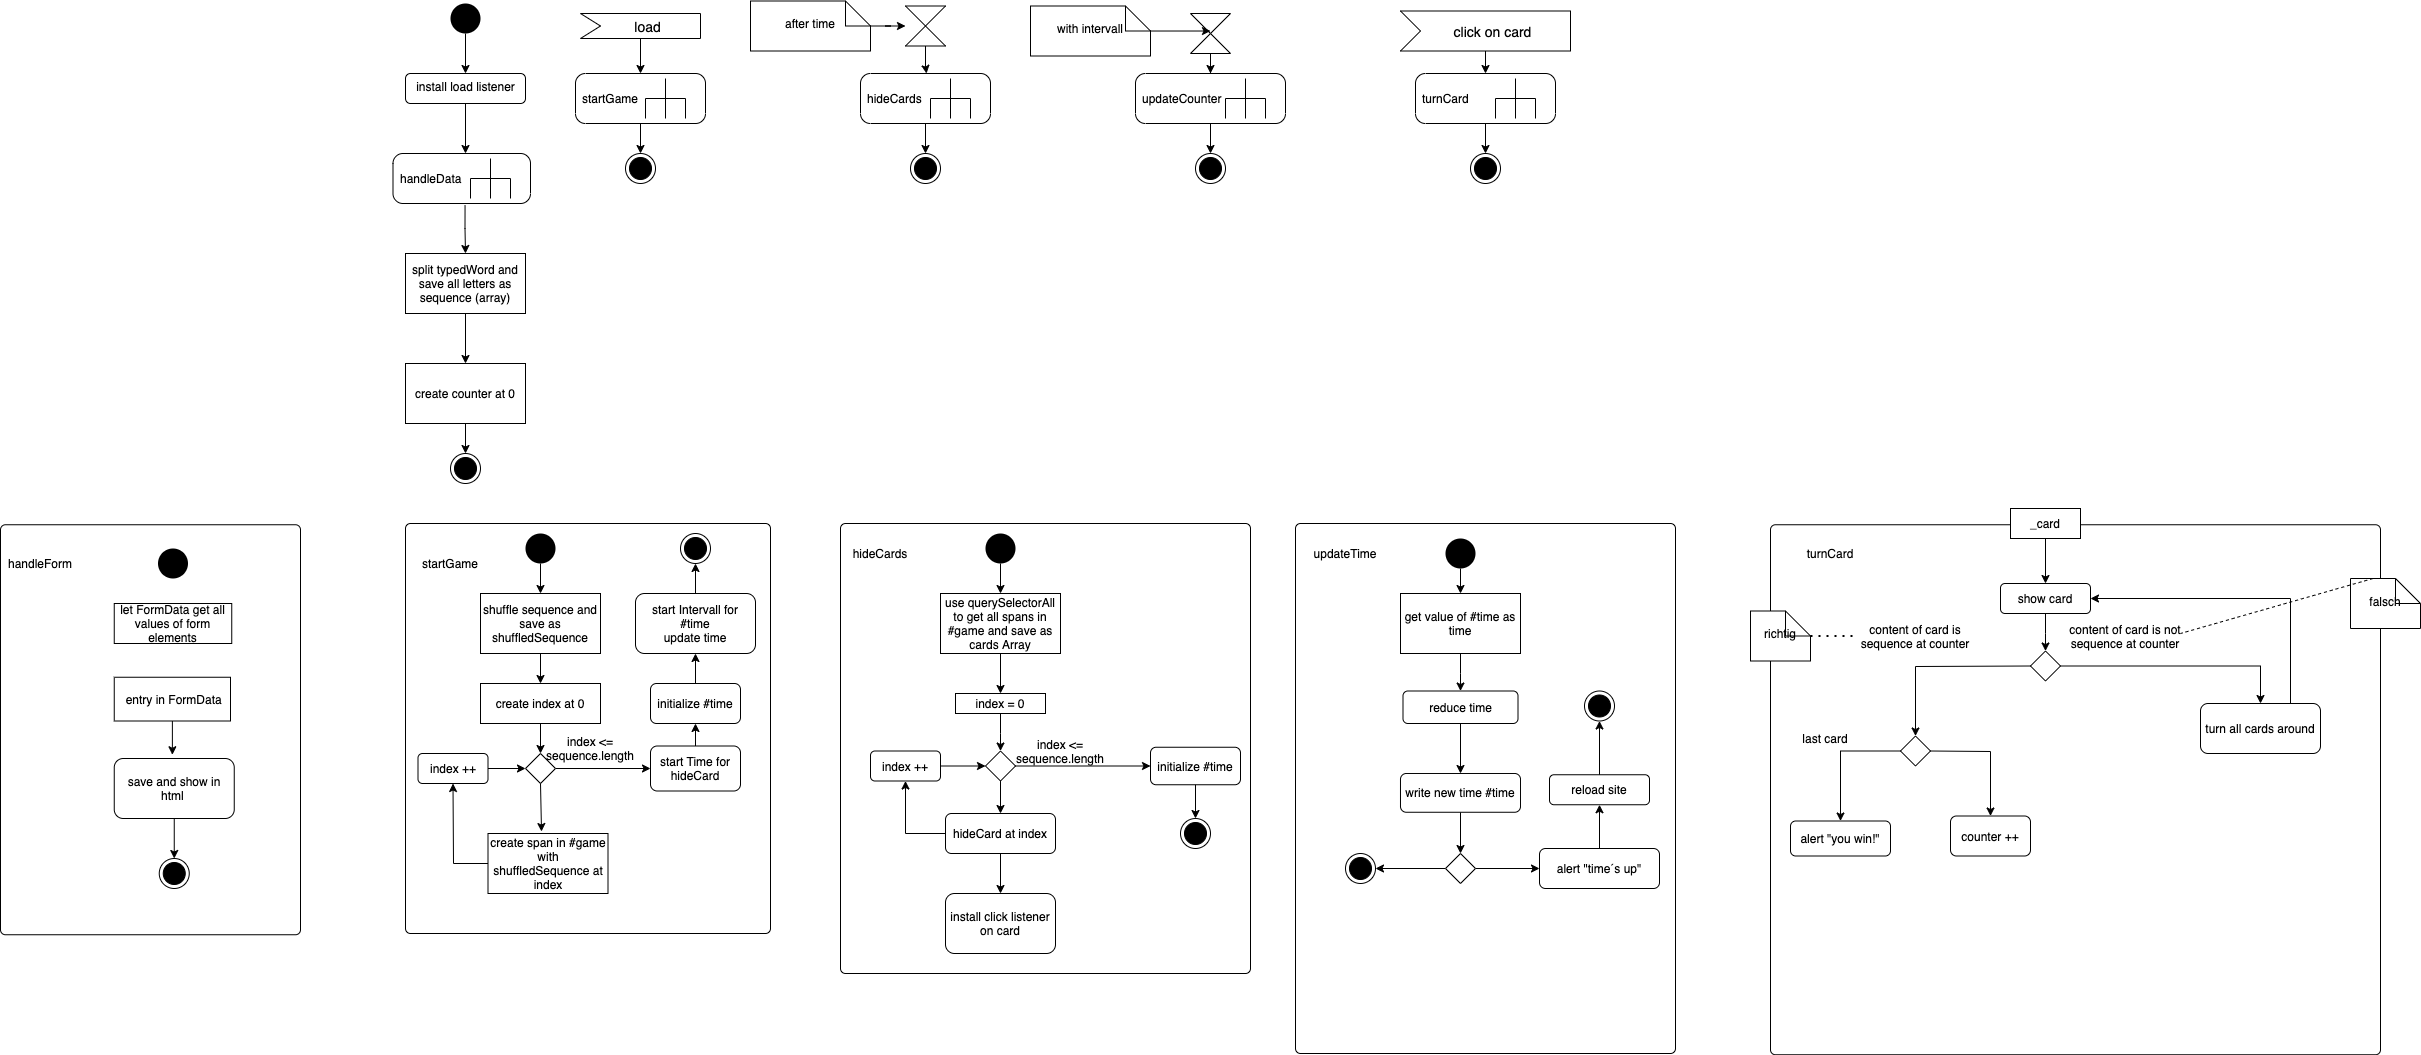 load
after time
with intervall
click on card
install load listener
startGame
hideCards
updateCounter
turnCard
handleData
split typedWord and
save all letters as
sequence (array)
create counter at 0
handleForm
let FormData get all
values of form
elements
entry in FormData
save and show in
html
startGame
shuffle sequence and
save as
shuffledSequence
create index at 0
index ++
index <=
sequence.length
create span in #game
with
shuffledSequence at
index
start Time for
hideCard
initialize #time
start Intervall for
#time
update time
hideCards
use querySelectorAll
to get all spans in
#game and save as
cards Array
index = 0
index ++
index <=
sequence.length
initialize #time
hideCard at index
install click listener
on card
updateTime
get value of #time as
time
reduce time
write new time #time
alert "time´s up"
reload site
_card
turnCard
show card
richtig
content of card is
sequence at counter
content of card is not
sequence at counter
falsch
turn all cards around
last card
alert "you win!"
counter ++